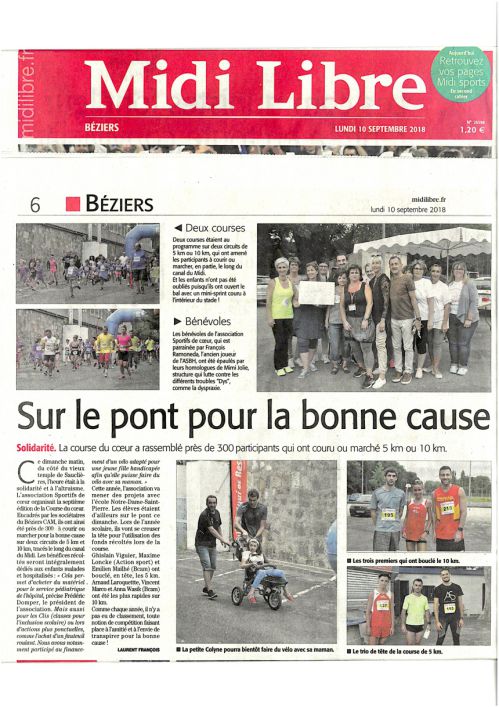 midilibre.fr
Midi Libre
Aujourd'hui
Retrouvez
vos pages
Midi sports
En second
cahier
BÉZIERS
LUNDI 10 SEPTEMBRE 2018
1,20 €
6
BÉZIERS
midilibre.fr
lundi 10 septembre 2018
◄ Deux courses
Deux courses étaient au
programme sur deux circuits de
5 km ou 10 km, qui ont amené
les participants à courir ou
marcher, en partie, le long du
canal du Midi.
Et les enfants n'ont pas été
oubliés puisqu'ils ont ouvert le
bal avec un mini-sprint couru à
l'intérieur du stade !
► Bénévoles
Les bénévoles de l'association
Sportifs de cœur, qui est
parrainée par François
Ramoneda, l'ancien joueur
de l'ASBH, ont été épaulés par
leurs homologues de Mimi Jolie,
structure qui lutte contre les
différents troubles "Dys",
comme la dyspraxie.
Sur le pont pour la bonne cause
Solidarité. La course du cœur a rassemblé près de 300 participants qui ont couru ou marché 5 km ou 10 km.
Ce dimanche matin,
du côté du vieux
temple de Sauclières, l'heure était à la
solidarité et à l'altruisme.
L'association Sportifs de
cœur organisait la septième
édition de la Course du cœur.
Encadrés par les sociétaires
du Béziers CAM, ils ont ainsi
été près de 300 à courir ou
marcher pour la bonne cause
sur deux circuits de 5 km et
10 km, tracés le long du canal
du Midi. Les bénéfices récoltés seront intégralement
dédiés aux enfants malades
et hospitalisés : « Cela permet d'acheter du matériel
pour le service pédiatrique
de l'hôpital, précise Frédéric
Domper, le président de
l'association. Mais aussi
pour les Clis (classes pour
l'inclusion scolaire) ou lors
d'actions plus ponctuelles,
comme l'achat d'un fauteuil
roulant. Nous avons notamment participé au finance-
ment d'un vélo adapté pour
une jeune fille handicapée
afin qu'elle puisse faire du
vélo avec sa maman. »
Cette année, l'association va
mener des projets avec
l'école Notre-Dame-Saint-
Pierre. Les élèves étaient
d'ailleurs sur le pont ce
dimanche. Lors de l'année
scolaire, ils vont se creuser
la tête pour l'utilisation des
fonds récoltés lors de la
course.
Ghislain Viguier, Maxime
Loncke (Action sport) et
Emilien Mailhé (Bcam) ont
bouclé, en tête, les 5 km.
Arnaud Laroquette, Vincent
Marco et Anna Wasik (Bcam)
ont été les plus rapides sur
10 km.
Comme chaque année, il n'y a
pas eu de classement, toute
notion de compétition faisant
place à l'amitié et à l'envie de
transpirer pour la bonne
cause !
LAURENT FRANÇOIS
■ La petite Colyne pourra bientôt faire du vélo avec sa maman.
195
219
■ Les trois premiers qui ont bouclé le 10 km.
■ Le trio de tête de la course de 5 km.